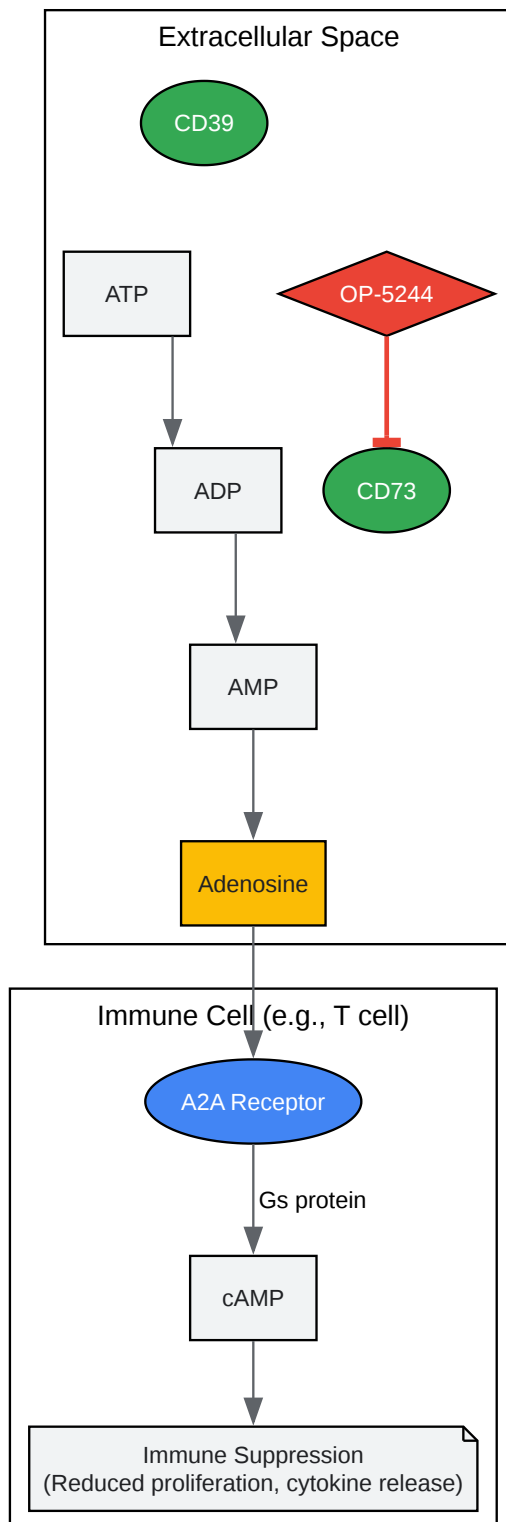 Extracellular Space
CD39
ATP
OP-5244
ADP
CD73
AMP
Adenosine
Immune Cell (e.g., T cell)
A2A Receptor
Gs protein
cAMP
Immune Suppression
(Reduced proliferation, cytokine release)